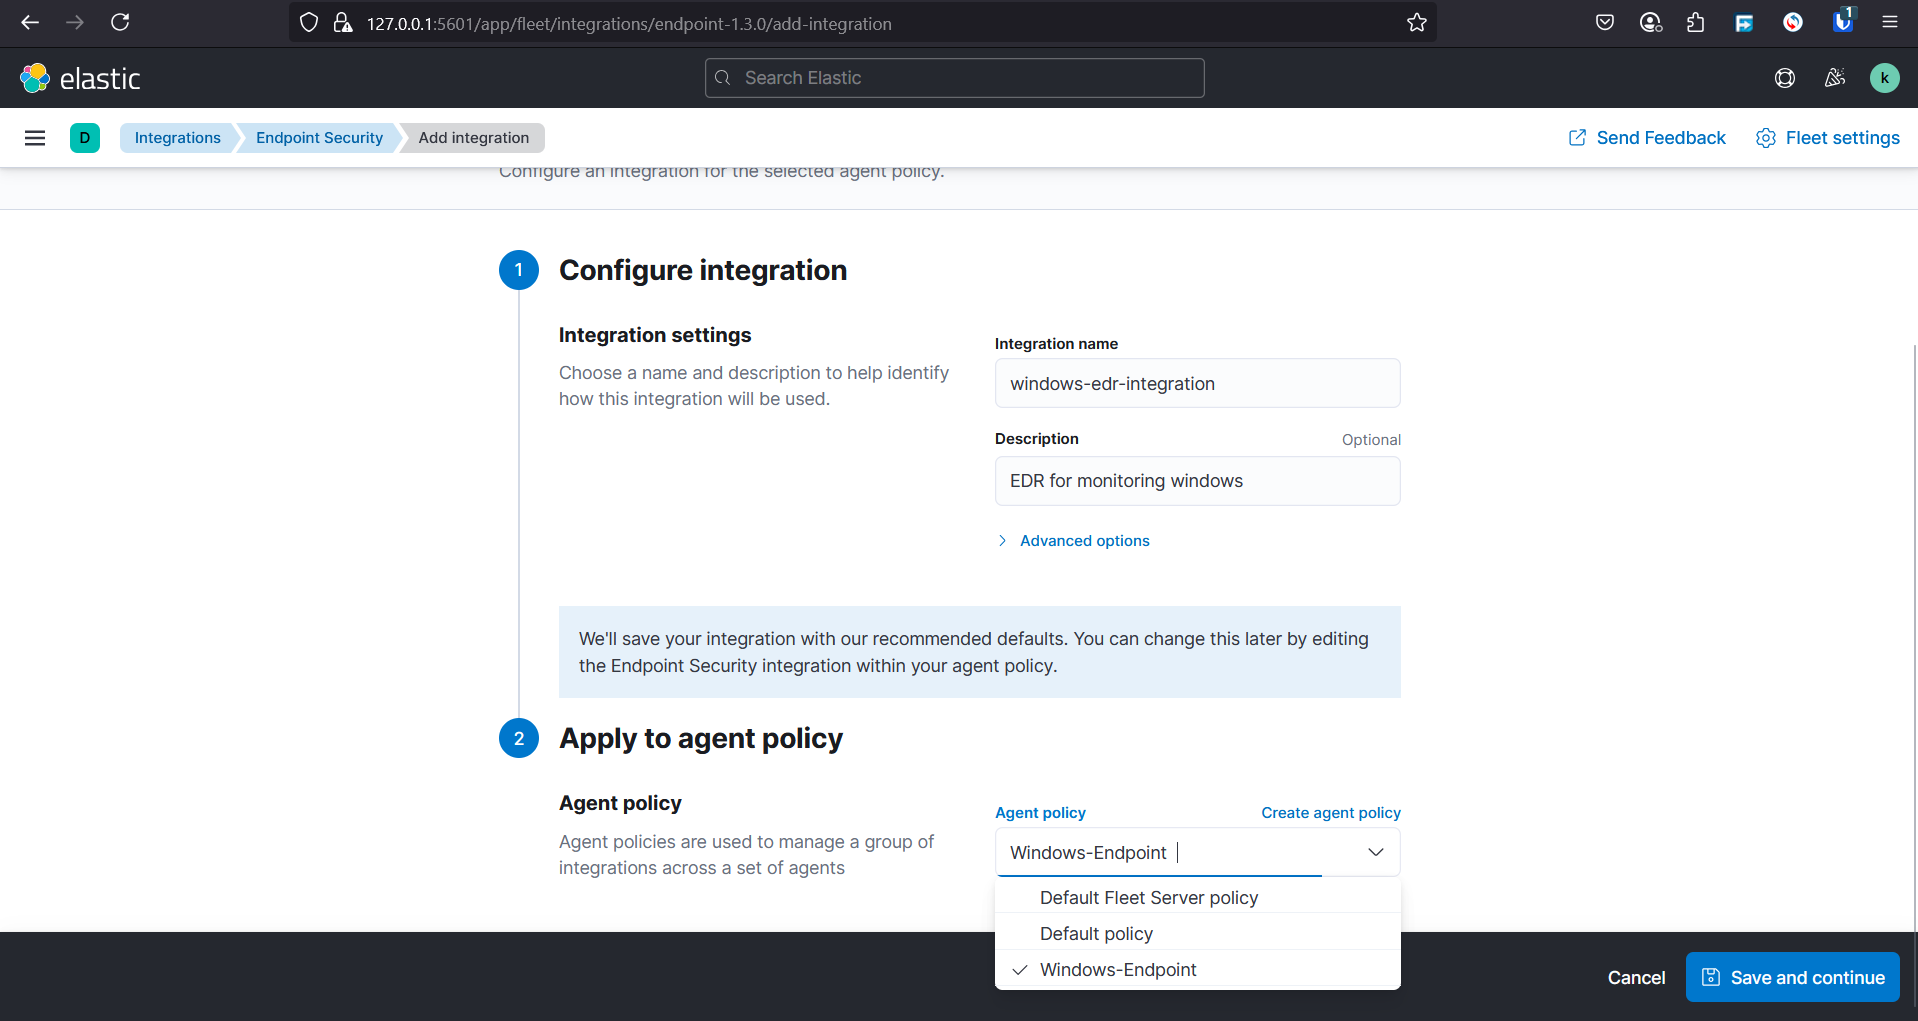 127.0.0.1:5601/app/fleet/integrations/endpoint-1.3.0/add-integration
1
elastic
Search Elastic
k
D
Integrations
Endpoint Security
Add integration
Send Feedback
Fleet settings
Configure an integration for the selected agent policy.
1
Configure integration
Integration settings
Choose a name and description to help identify
how this integration will be used.
Integration name
windows-edr-integration
Description
Optional
EDR for monitoring windows
Advanced options
We'll save your integration with our recommended defaults. You can change this later by editing
the Endpoint Security integration within your agent policy.
2
Apply to agent policy
Agent policy
Agent policies are used to manage a group of
integrations across a set of agents
Agent policy
Create agent policy
Windows-Endpoint
Default Fleet Server policy
Default policy
Windows-Endpoint
Cancel
Save and continue